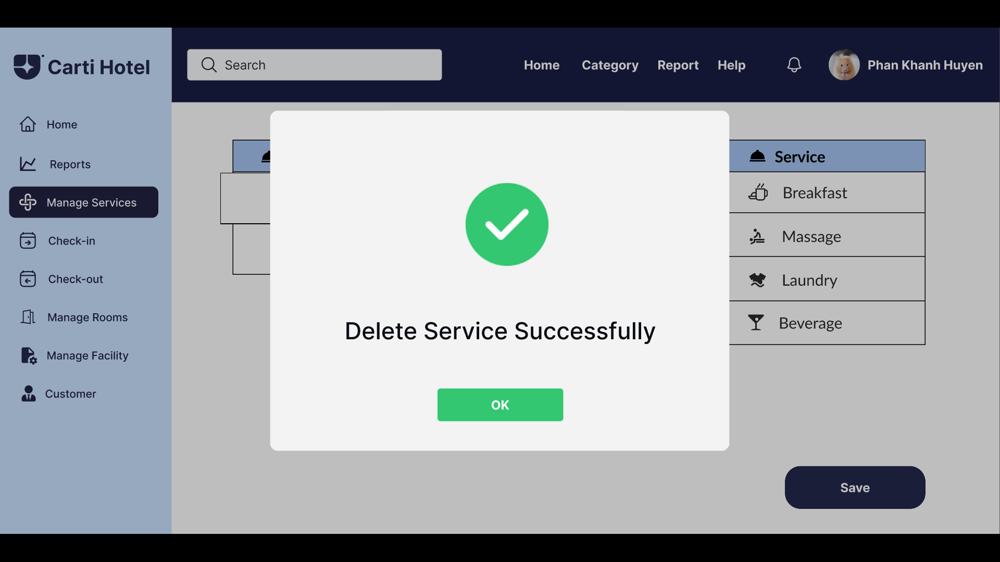 Carti Hotel
Search
Home
Category
Report
Help
Phan Khanh Huyen
Home
Reports
Manage Services
Check-in
Check-out
Manage Rooms
Manage Facility
Customer
Service
Breakfast
Massage
Laundry
Beverage
Delete Service Successfully
OK
Save